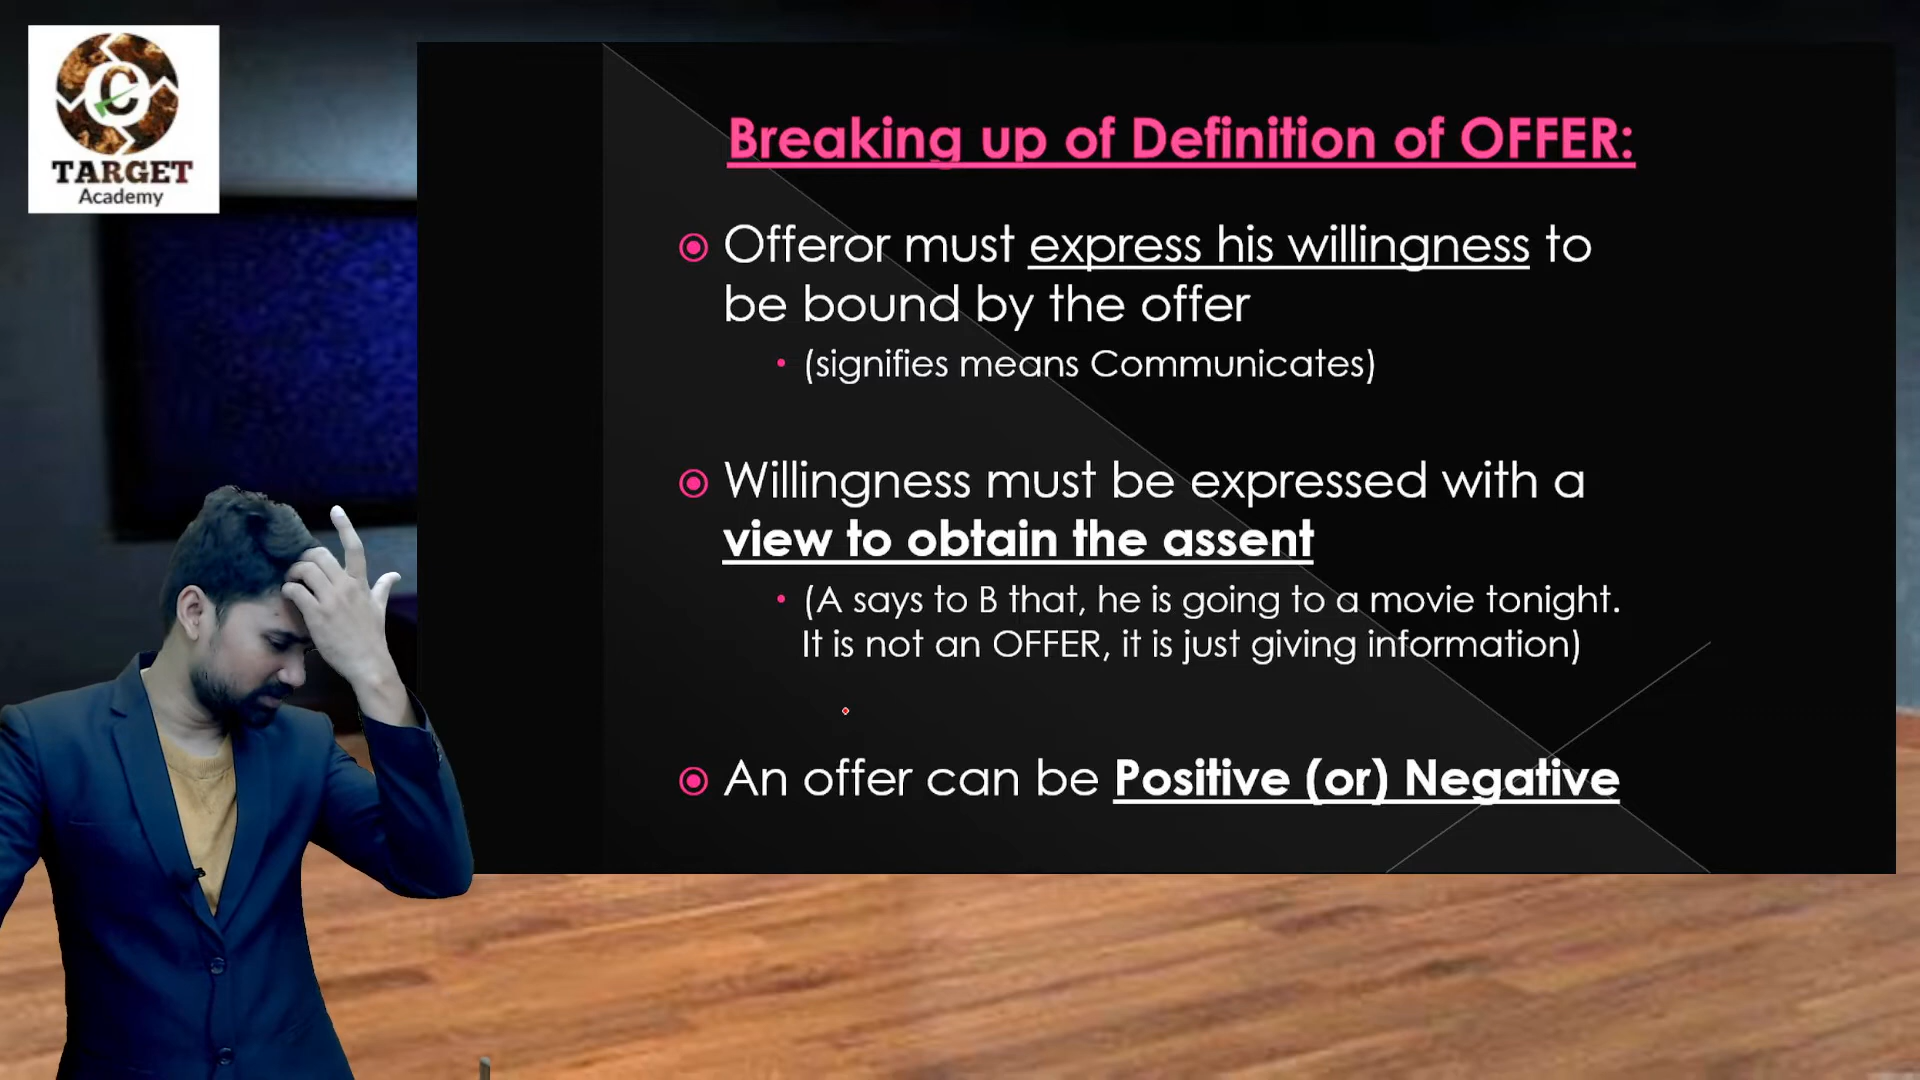 TARGET
Academy
Breaking up of Definition of OFFER:
Offeror must express his willingness to
be bound by the offer
(signifies means Communicates)
Willingness must be expressed with a
view to obtain the assent
(A says to B that, he is going to a movie tonight.
It is not an OFFER, it is just giving information)
An offer can be Positive (or) Negative